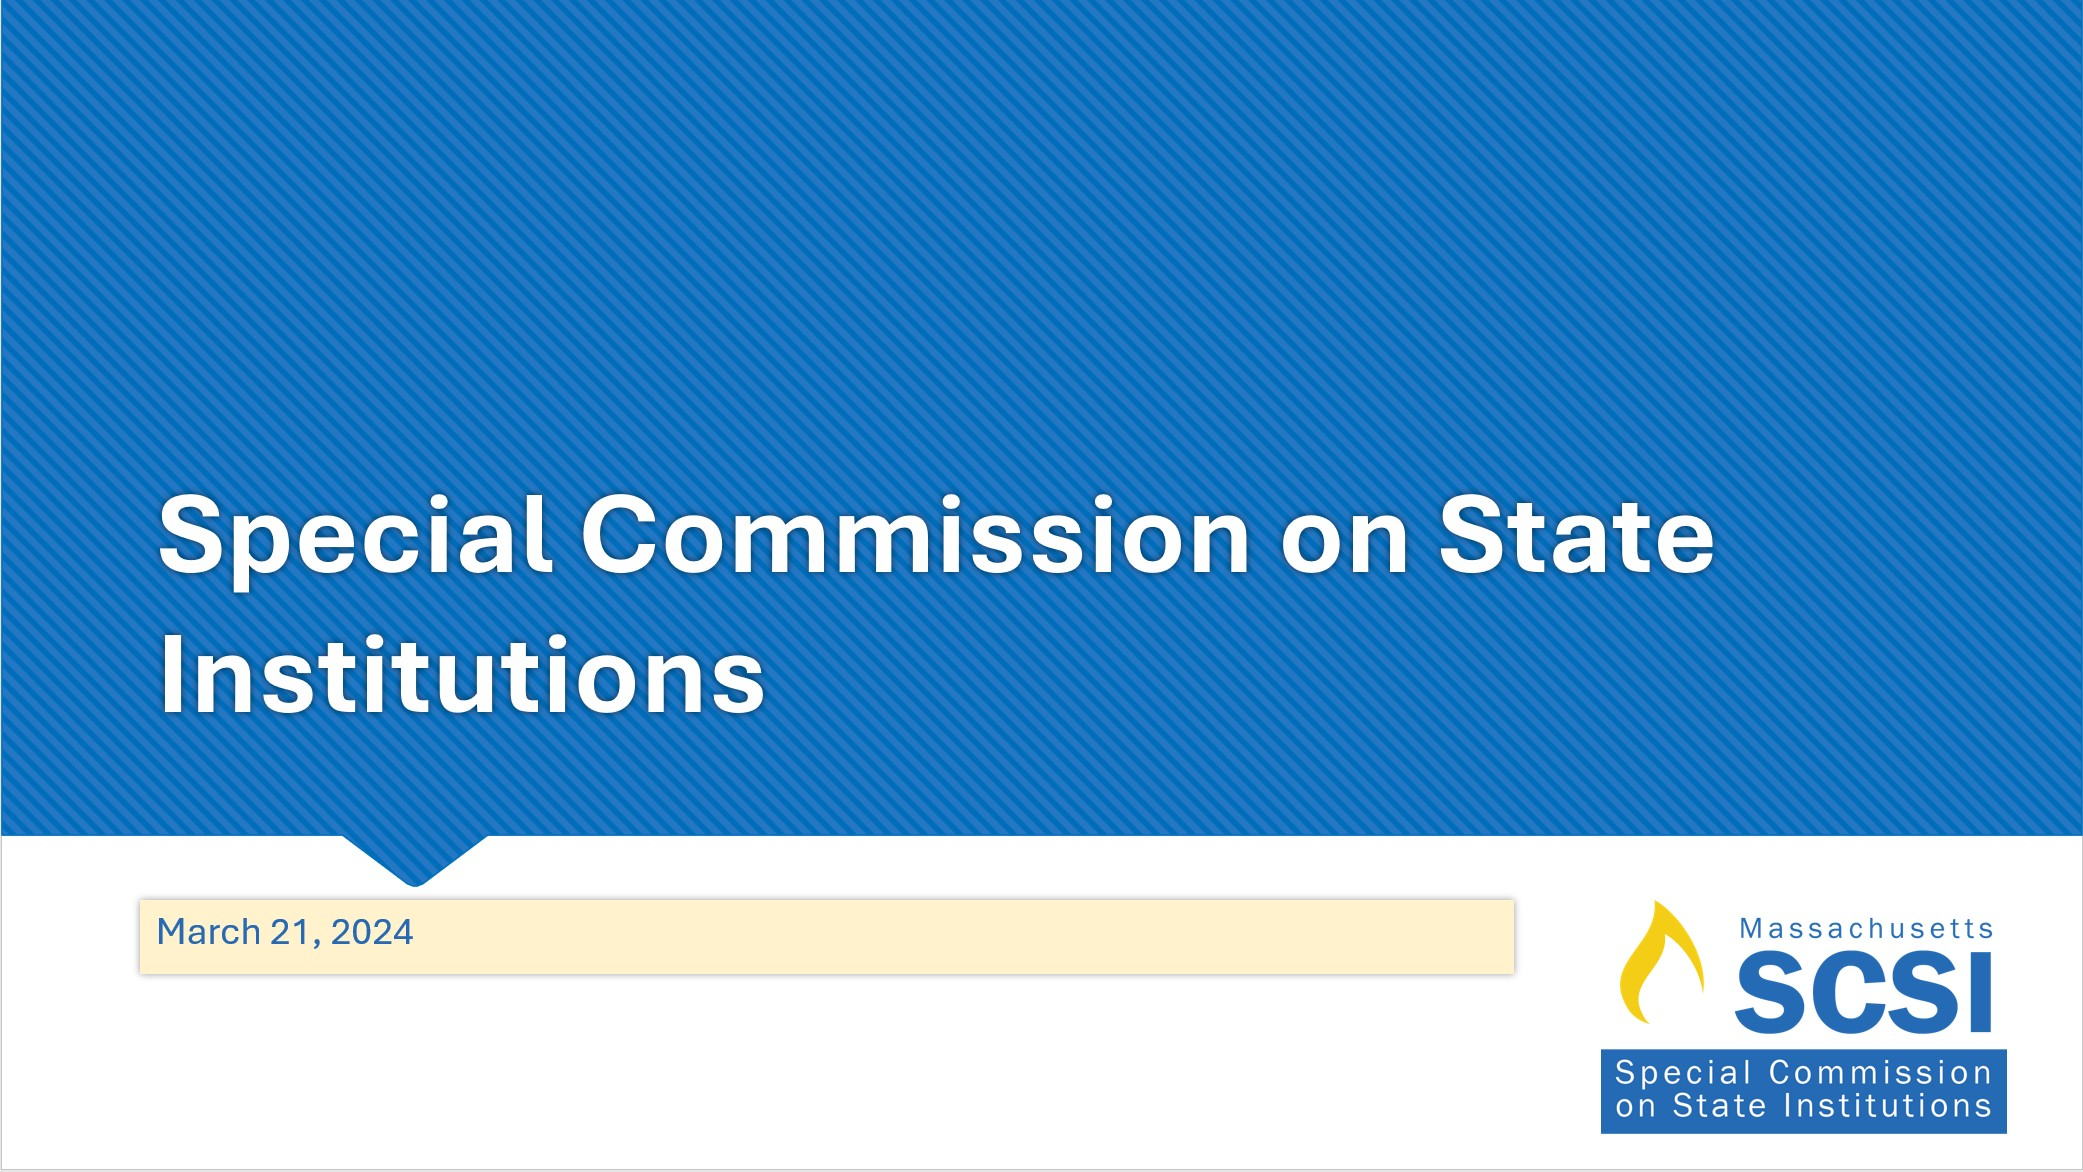 Special Commission on State
Institutions
March 21, 2024
Massachusetts
SCSI
Special Commission
on State Institutions